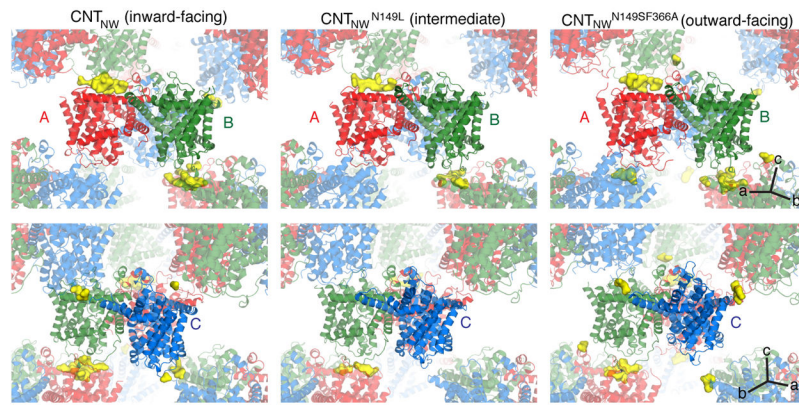 CNT_NW (inward-facing)
CNT_NW^N149L (intermediate)
CNT_NW^N149SF366A (outward-facing)
A
B
A
B
A
B
c
a
b
C
C
C
c
b
a